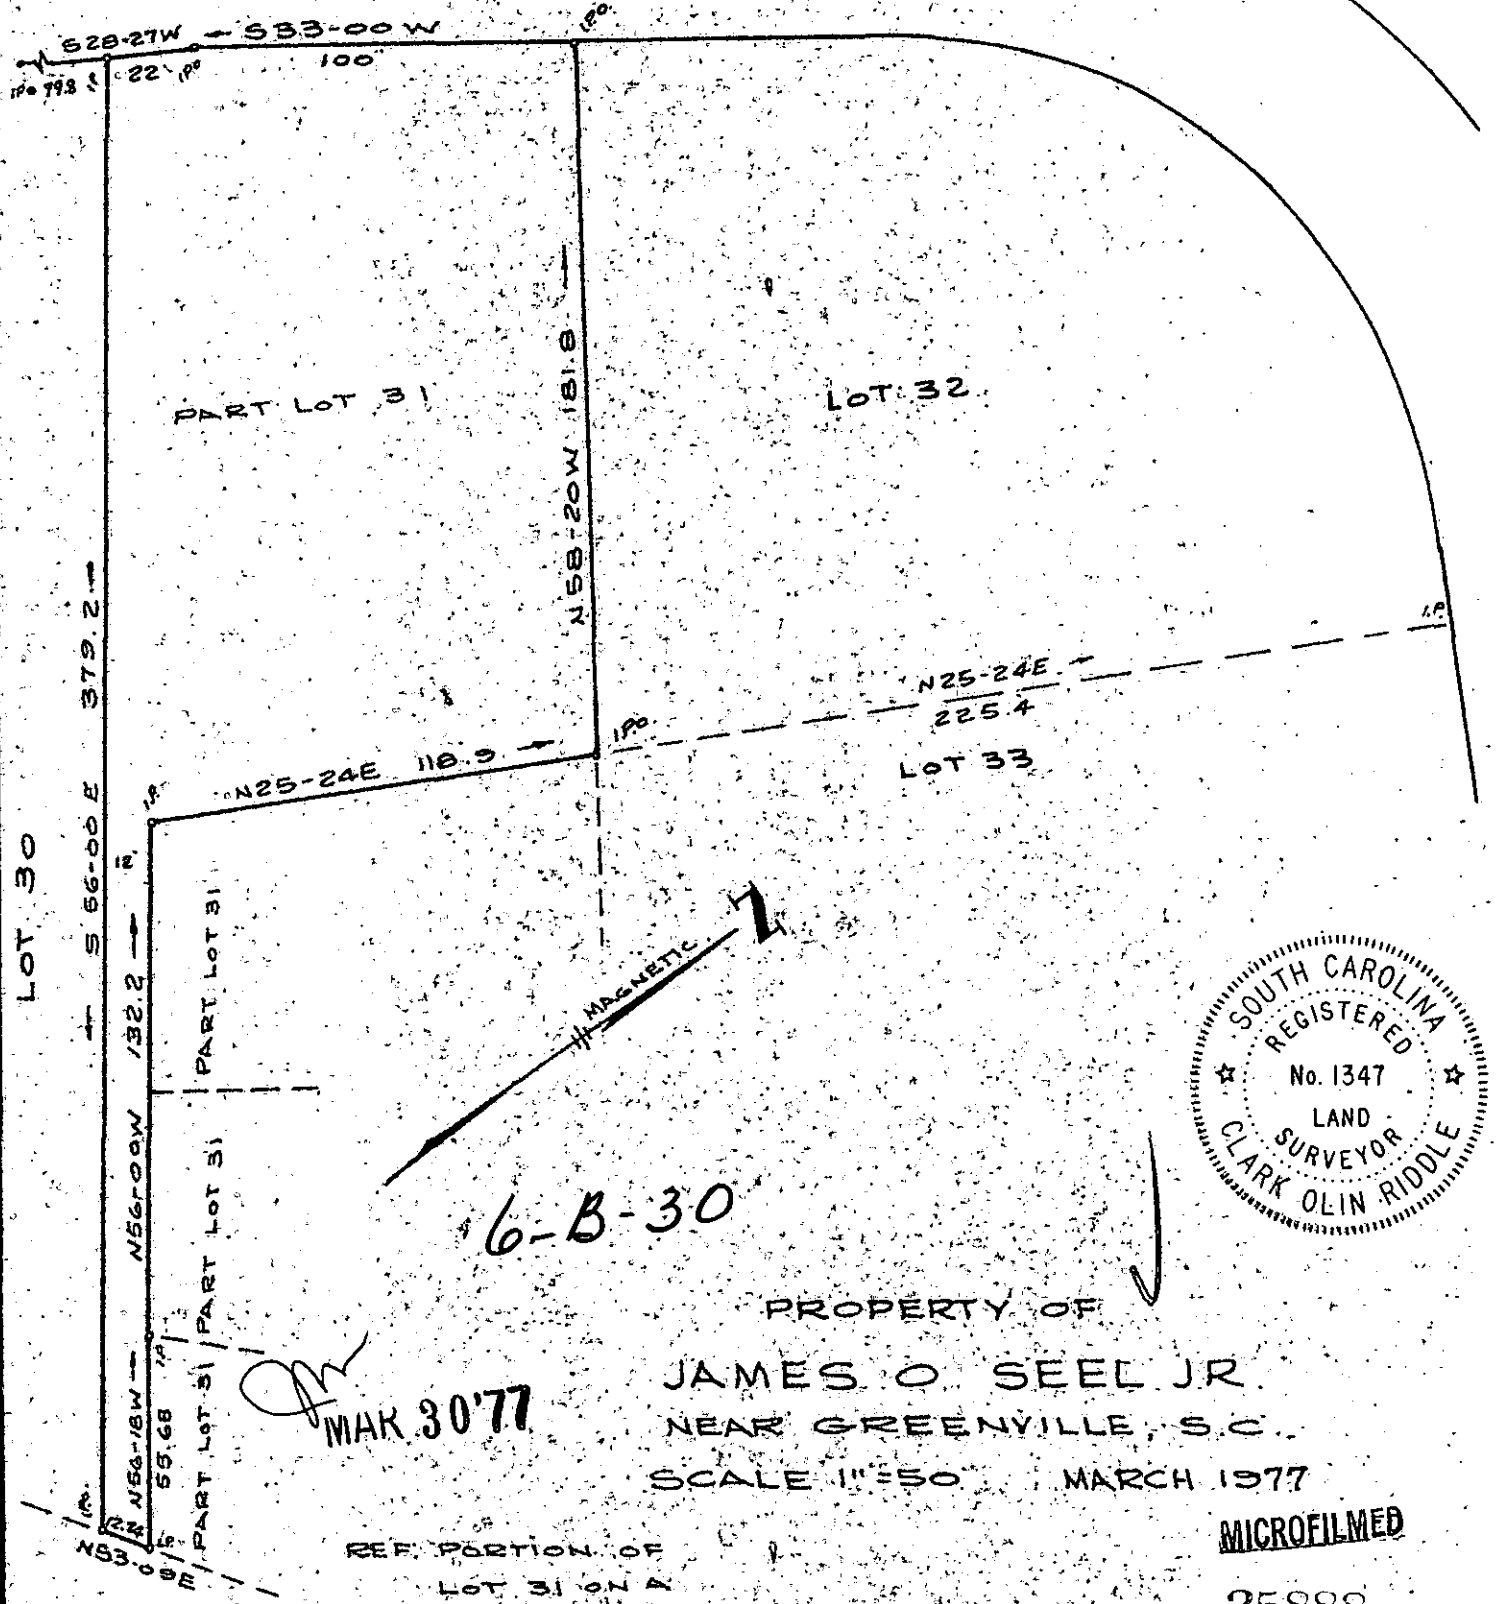 S28-27W
S33-00 W
I.P.O.
IPo 79.8
22
I.P.O
100
PART LOT 31
LOT 32
N58-20W 181.8
379.2
S 56-00 E
LOT 30
N25-24E
225.4
I.P.
I.P.O.
LOT 33
N25-24E 118.9
I.P.
12'
132.2
N56-00W
PART LOT 31
PART LOT 31
PART LOT 31
MAGNETIC
N
SOUTH CAROLINA
REGISTERED
No. 1347
LAND
SURVEYOR
CLARK OLIN RIDDLE
6-B-30
PROPERTY OF
JAMES O SEEL JR.
NEAR GREENVILLE, S.C.
SCALE 1"=50 MARCH 1977
MAR 30'77
N56-18W
55.68
I.P.
I.P.O.
12.24
I.P.
N53-09E
REF. PORTION OF
LOT 31 ON A
MICROFILMED